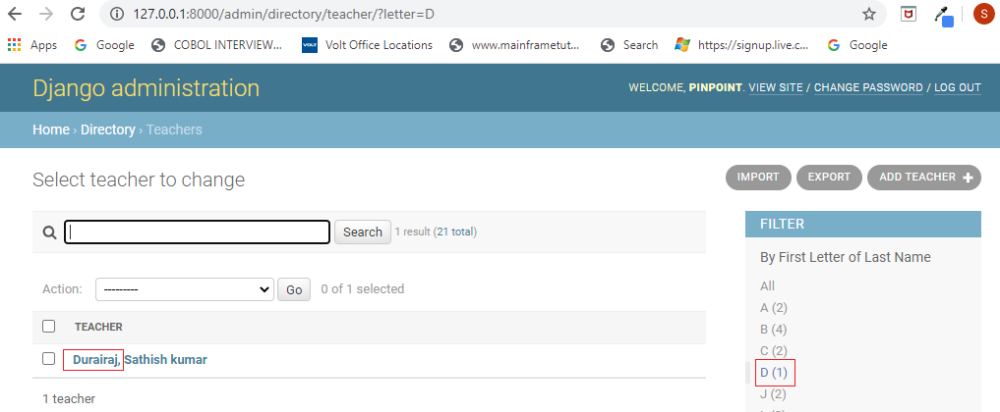 127.0.0.1:8000/admin/directory/teacher/?letter=D
S
Apps Google COBOL INTERVIEW... VOLT Volt Office Locations www.mainframetut... Search https://signup.live.c... Google
Django administration
WELCOME, PINPOINT. VIEW SITE / CHANGE PASSWORD / LOG OUT
Home › Directory › Teachers
Select teacher to change
IMPORT EXPORT ADD TEACHER +
Search 1 result (21 total)
FILTER
By First Letter of Last Name
Action: --------- Go 0 of 1 selected
All
A (2)
TEACHER
B (4)
C (2)
Durairaj, Sathish kumar
D (1)
1 teacher
J (2)